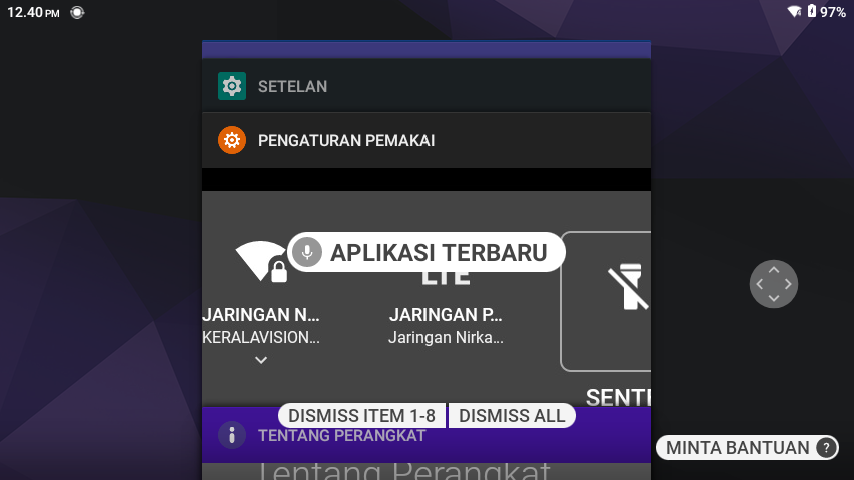 12.40 PM
97%
SETELAN
PENGATURAN PEMAKAI
APLIKASI TERBARU
LTE
JARINGAN N...
JARINGAN P...
KERALAVISION...
Jaringan Nirka...
SENTE
DISMISS ITEM 1-8
DISMISS ALL
TENTANG PERANGKAT
MINTA BANTUAN ?
Tentang Perangkat